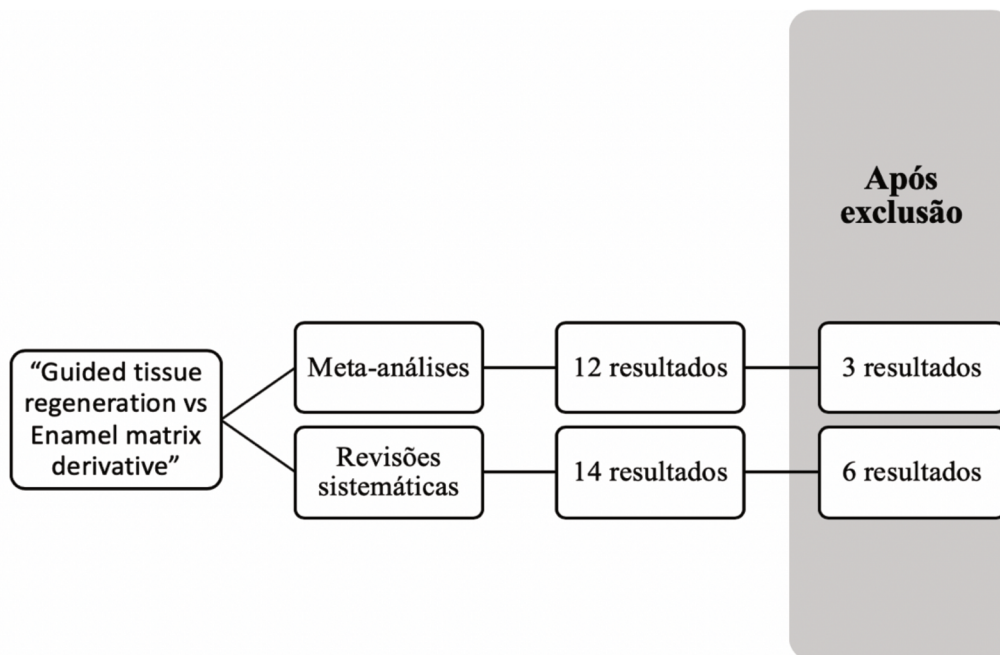 Após
exclusão
“Guided tissue
regeneration vs
Enamel matrix
derivative”
Meta-análises
12 resultados
3 resultados
Revisões
sistemáticas
14 resultados
6 resultados